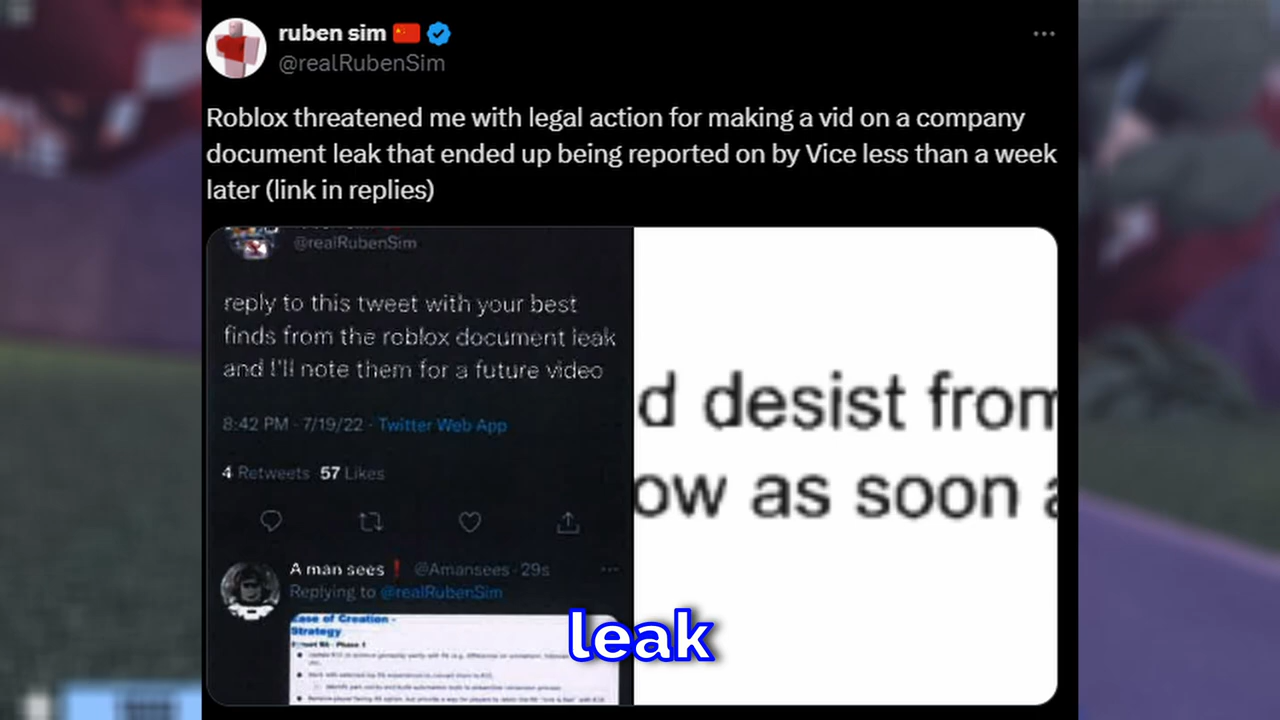 ruben sim
@realRubenSim
Roblox threatened me with legal action for making a vid on a company
document leak that ended up being reported on by Vice less than a week
later (link in replies)
@realRubenSim
reply to this tweet with your best
finds from the roblox document leak
and I'll note them for a future video
8:42 PM · 7/19/22 · Twitter Web App
4 Retweets 57 Likes
A man sees❗ @Amansees · 29s
Replying to @realRubenSim
Ease of Creation -
Strategy
d desist from
ow as soon a
leak